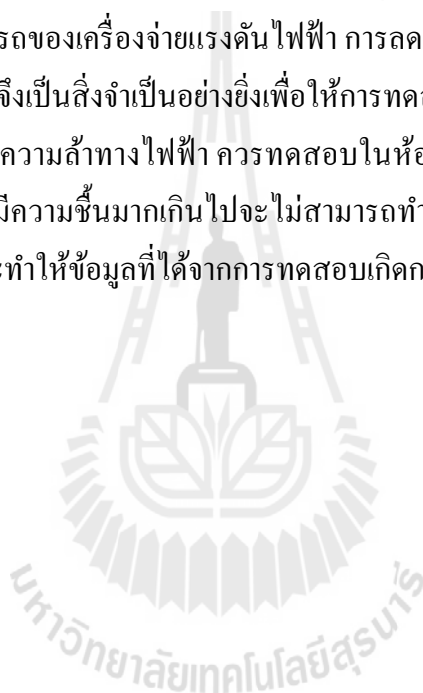 รถของเครื่องจ่ายแรงดันไฟฟ้า การลด
จึงเป็นสิ่งจำเป็นอย่างยิ่งเพื่อให้การทดส
ความล้าทางไฟฟ้า ควรทดสอบในห้อ
มีความชื้นมากเกินไปจะไม่สามารถทำ
ะทำให้ข้อมูลที่ได้จากการทดสอบเกิดก
มหาวิทยาลัยเทคโนโลยีสุรนารี